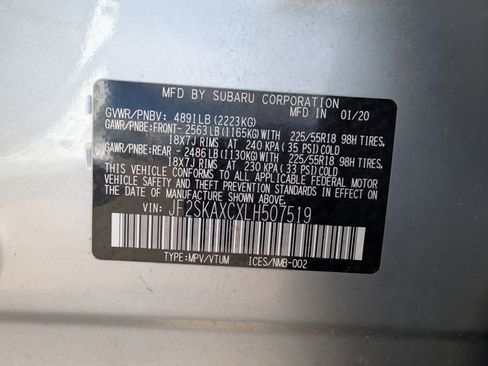 MFD BY SUBARU CORPORATION
MFD IN 01/20
GVWR/PNBV: 4891LB (2223KG)
GAWR/PNBE:FRONT- 2563LB (1165KG) WITH 225/55R18 98H TIRES,
18X7J RIMS AT 240 KPA (35 PSI) COLD
GAWR/PNBE:REAR - 2486LB (1130KG) WITH 225/55R18 98H TIRES,
18X7J RIMS AT 230 KPA (33 PSI) COLD
THIS VEHICLE CONFORMS TO ALL APPLICABLE FEDERAL MOTOR
VEHICLE SAFETY AND THEFT PREVENTION STANDARDS IN EFFECT
ON THE DATE OF MANUFACTURE SHOWN ABOVE.
VIN: JF2SKAXCXLH507519
TYPE:MPV/VTUM ICES/NMB-002